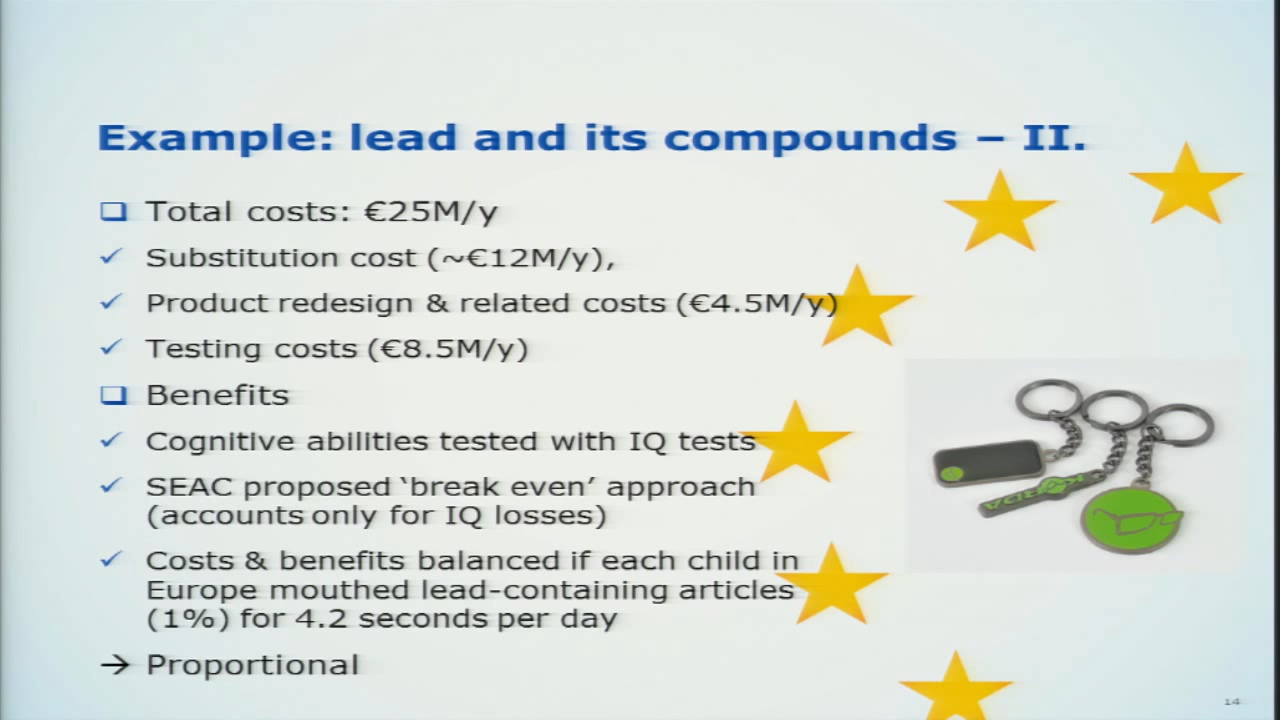 Example: lead and its compounds – II.
❑ Total costs: €25M/y
✓ Substitution cost (~€12M/y),
✓ Product redesign & related costs (€4.5M/y)
✓ Testing costs (€8.5M/y)
❑ Benefits
✓ Cognitive abilities tested with IQ tests
✓ SEAC proposed ‘break even’ approach
(accounts only for IQ losses)
✓ Costs & benefits balanced if each child in
Europe mouthed lead-containing articles
(1%) for 4.2 seconds per day
→ Proportional
KORDA
14